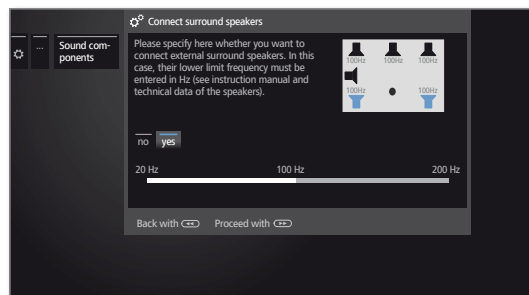 Connect surround speakers
...
Sound com-
ponents
Please specify here whether you want to
connect external surround speakers. In this
case, their lower limit frequency must be
entered in Hz (see instruction manual and
technical data of the speakers).
100Hz 100Hz 100Hz
100Hz 100Hz
no yes
20 Hz 100 Hz 200 Hz
Back with Proceed with